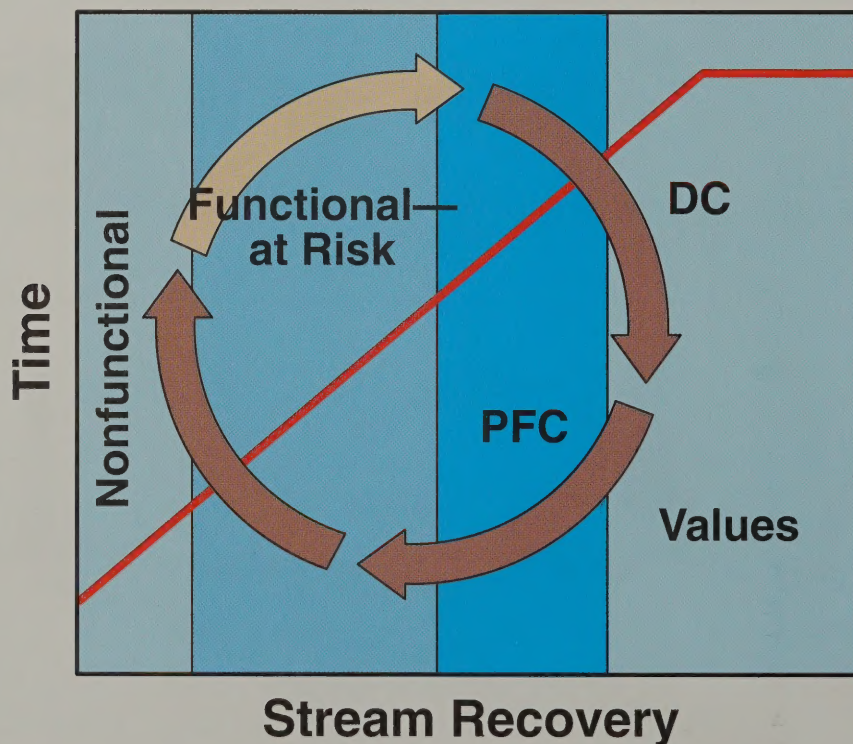 Time
Nonfunctional
Functional
at Risk
DC
PFC
Values
Stream Recovery